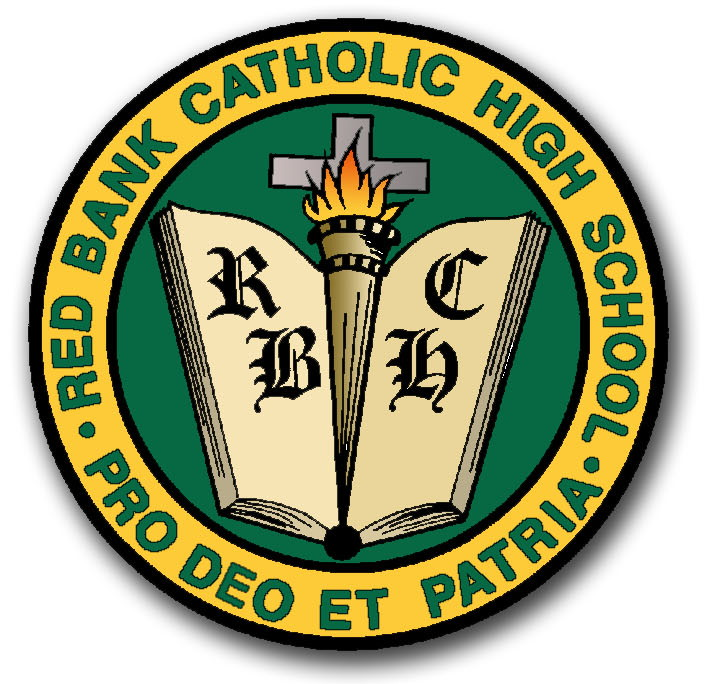 RED BANK CATHOLIC HIGH SCHOOL
R C
B H
• PRO DEO ET PATRIA •